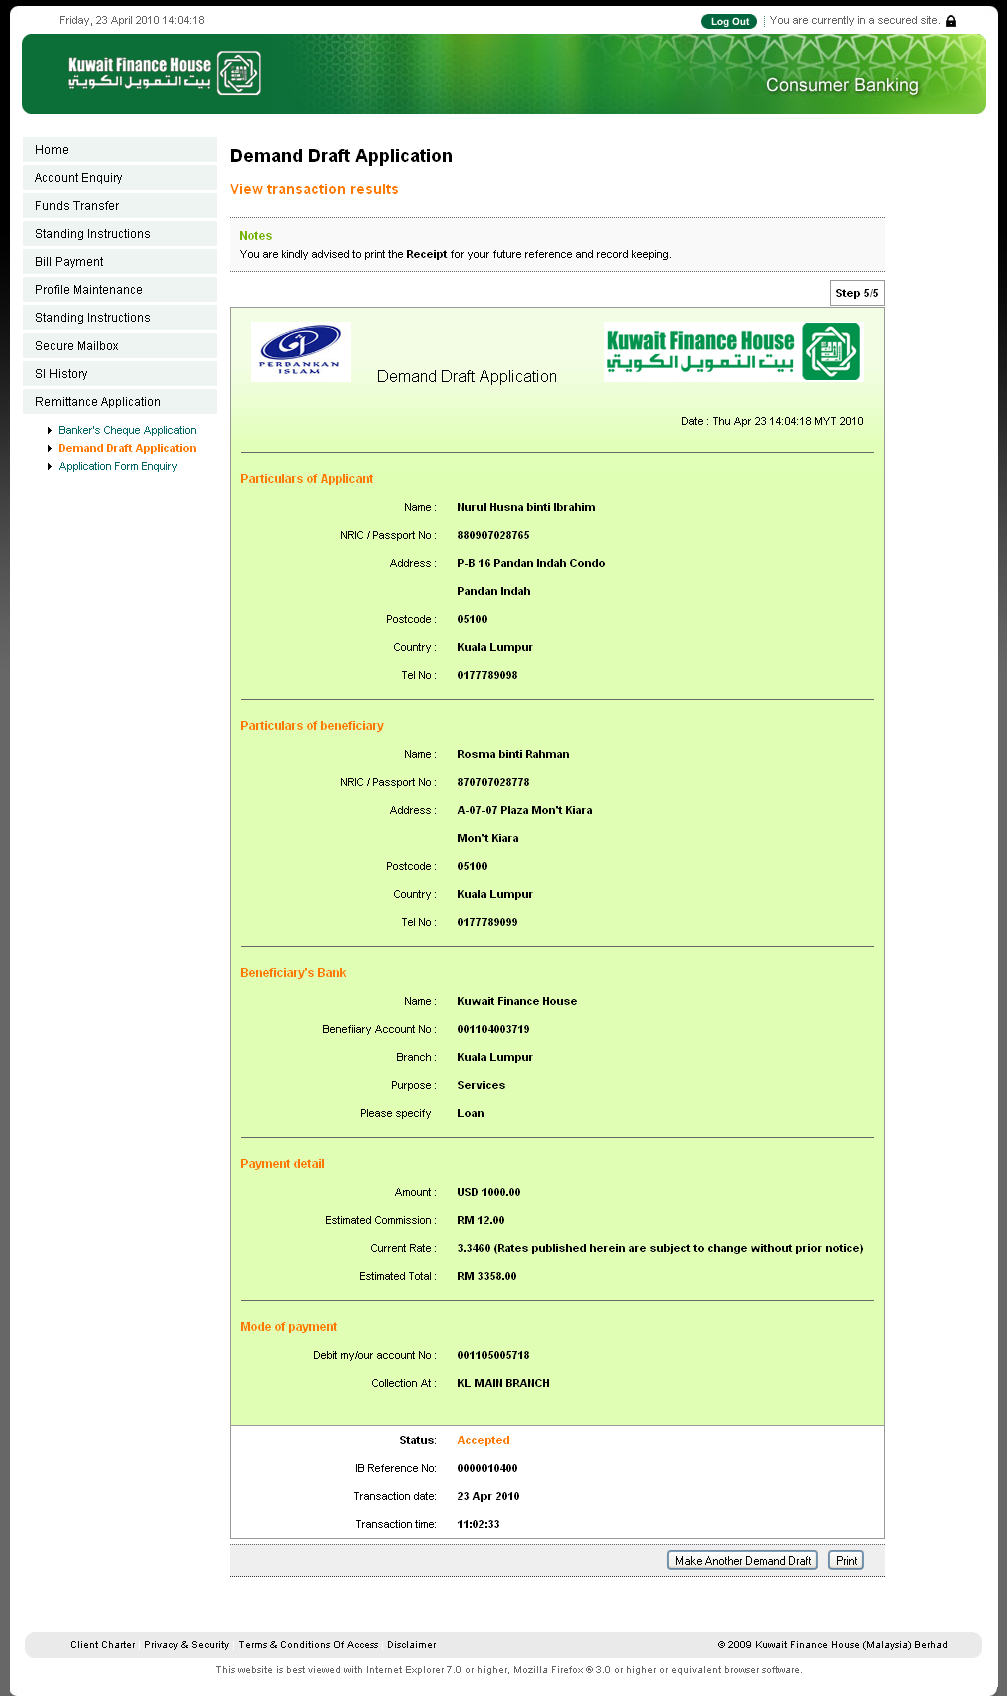 Friday, 23 April 2010 14:04:18
Log Out You are currently in a secured site.
Kuwait Finance House
بيت التمويل الكويتي
Consumer Banking
Home
Account Enquiry
Funds Transfer
Standing Instructions
Bill Payment
Profile Maintenance
Standing Instructions
Secure Mailbox
SI History
Remittance Application
Banker's Cheque Application
Demand Draft Application
Application Form Enquiry
Demand Draft Application
View transaction results
Notes
You are kindly advised to print the Receipt for your future reference and record keeping.
Step 5/5
PERBANKAN
ISLAM
Demand Draft Application
Kuwait Finance House
بيت التمويل الكويتي
Date : Thu Apr 23 14:04:18 MYT 2010
Particulars of Applicant
Name : Nurul Husna binti Ibrahim
NRIC / Passport No : 880907028765
Address : P-B 16 Pandan Indah Condo
Pandan Indah
Postcode : 05100
Country : Kuala Lumpur
Tel No : 0177789098
Particulars of beneficiary
Name : Rosma binti Rahman
NRIC / Passport No : 870707028778
Address : A-07-07 Plaza Mon't Kiara
Mon't Kiara
Postcode : 05100
Country : Kuala Lumpur
Tel No : 0177789099
Beneficiary's Bank
Name : Kuwait Finance House
Benefiiary Account No : 001104003719
Branch : Kuala Lumpur
Purpose : Services
Please specify Loan
Payment detail
Amount : USD 1000.00
Estimated Commission : RM 12.00
Current Rate : 3.3460 (Rates published herein are subject to change without prior notice)
Estimated Total : RM 3358.00
Mode of payment
Debit my/our account No : 001105005718
Collection At : KL MAIN BRANCH
Status: Accepted
IB Reference No: 0000010400
Transaction date: 23 Apr 2010
Transaction time: 11:02:33
Make Another Demand Draft Print
Client Charter Privacy & Security Terms & Conditions Of Access Disclaimer © 2009 Kuwait Finance House (Malaysia) Berhad
This website is best viewed with Internet Explorer 7.0 or higher, Mozilla Firefox ® 3.0 or higher or equivalent browser software.